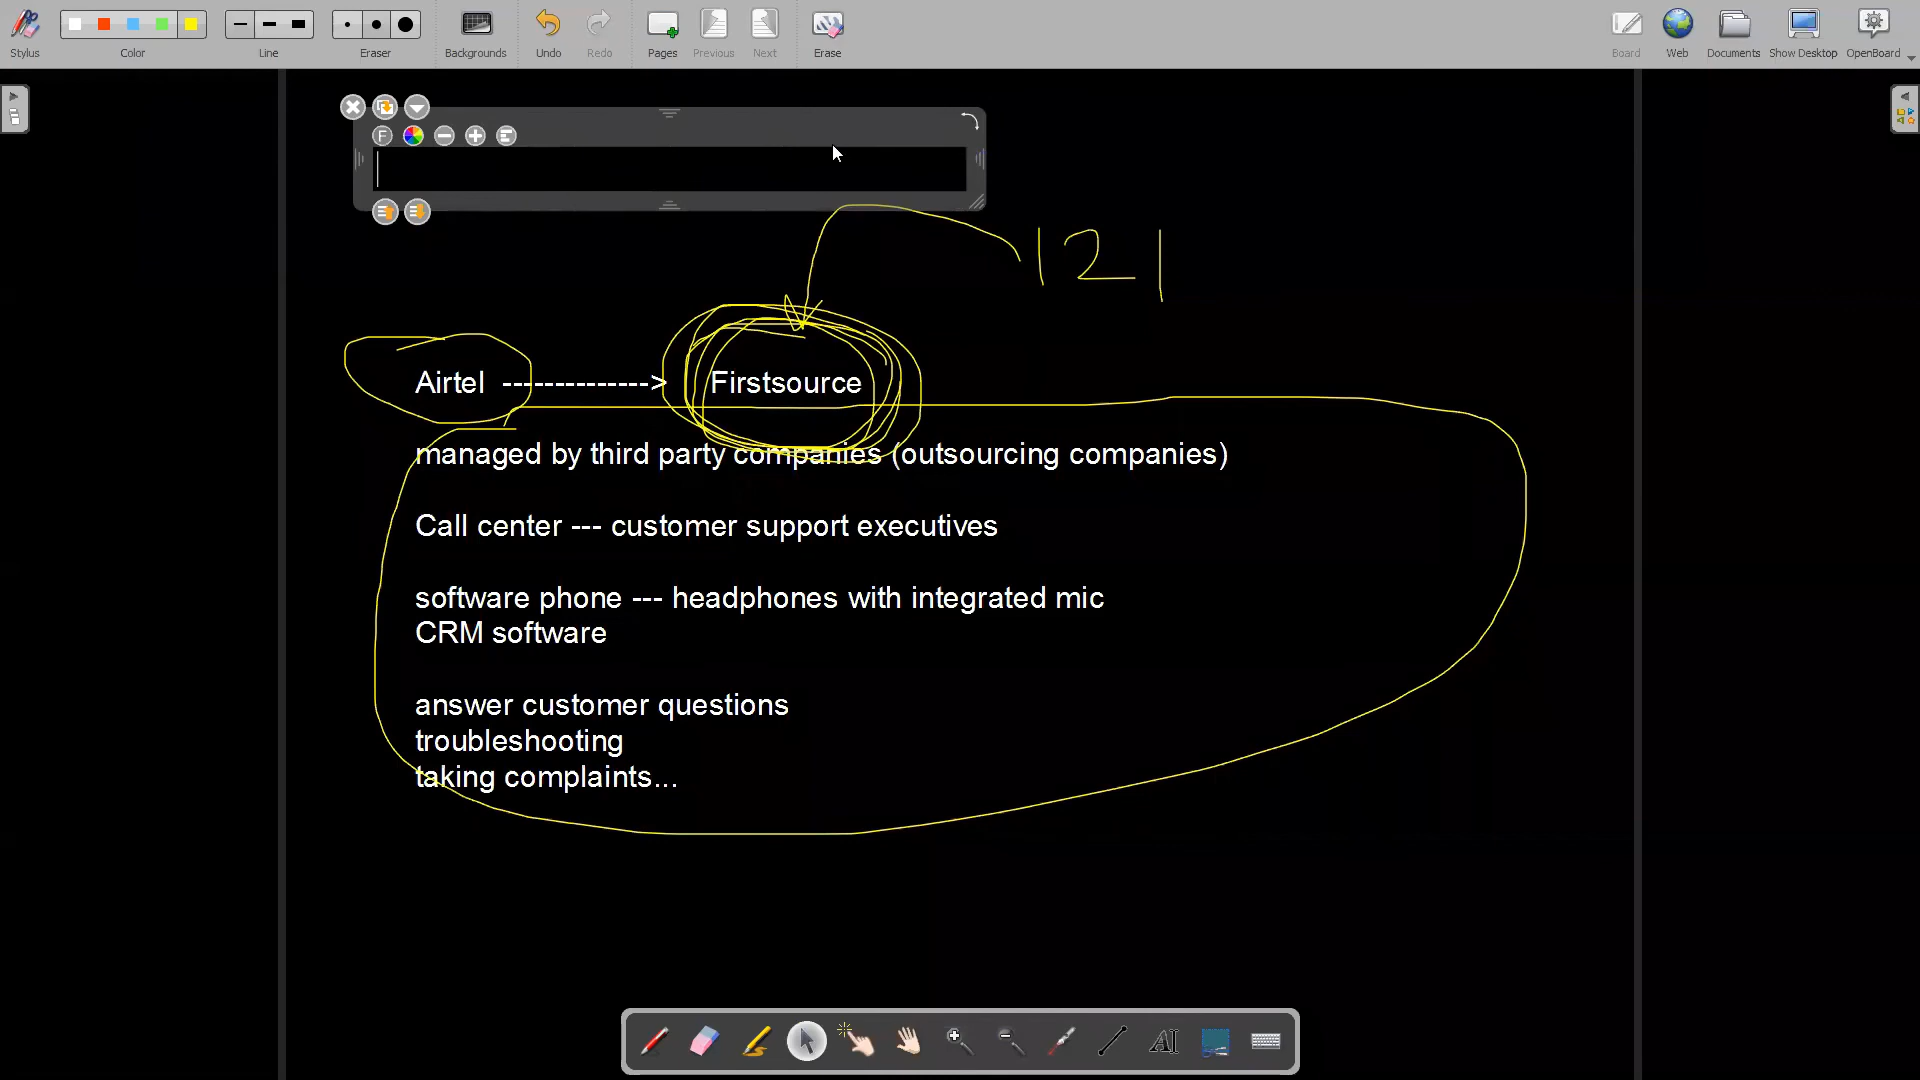 Stylus
Color
Line
Eraser
Backgrounds
Undo
Redo
Pages
Previous
Next
Erase
Board
Web
Documents
Show Desktop
OpenBoard
F
121
Airtel --------------> Firstsource
managed by third party companies (outsourcing companies)
Call center --- customer support executives
software phone --- headphones with integrated mic
CRM software
answer customer questions
troubleshooting
taking complaints...
AI